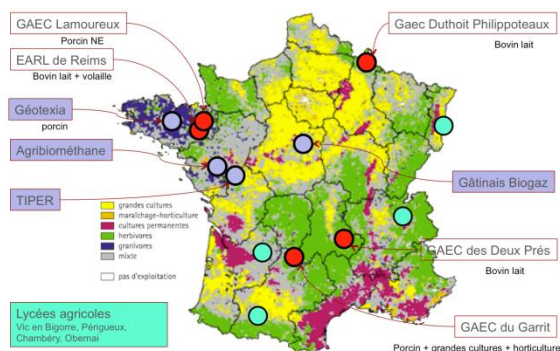 GAEC Lamoureux
Porcin NE
EARL de Reims
Bovin lait + volaille
Géotexia
porcin
Agribiométhane
TIPER
Gaec Duthoit Philippoteaux
Bovin lait
Gâtinais Biogaz
grandes cultures
maraîchage-horticulture
cultures permanentes
herbivores
granivores
mixte
pas d'exploitation
GAEC des Deux Prés
Bovin lait
Lycées agricoles
Vic en Bigorre, Périgueux,
Chambéry, Obernai
GAEC du Garrit
Porcin + grandes cultures + horticulture